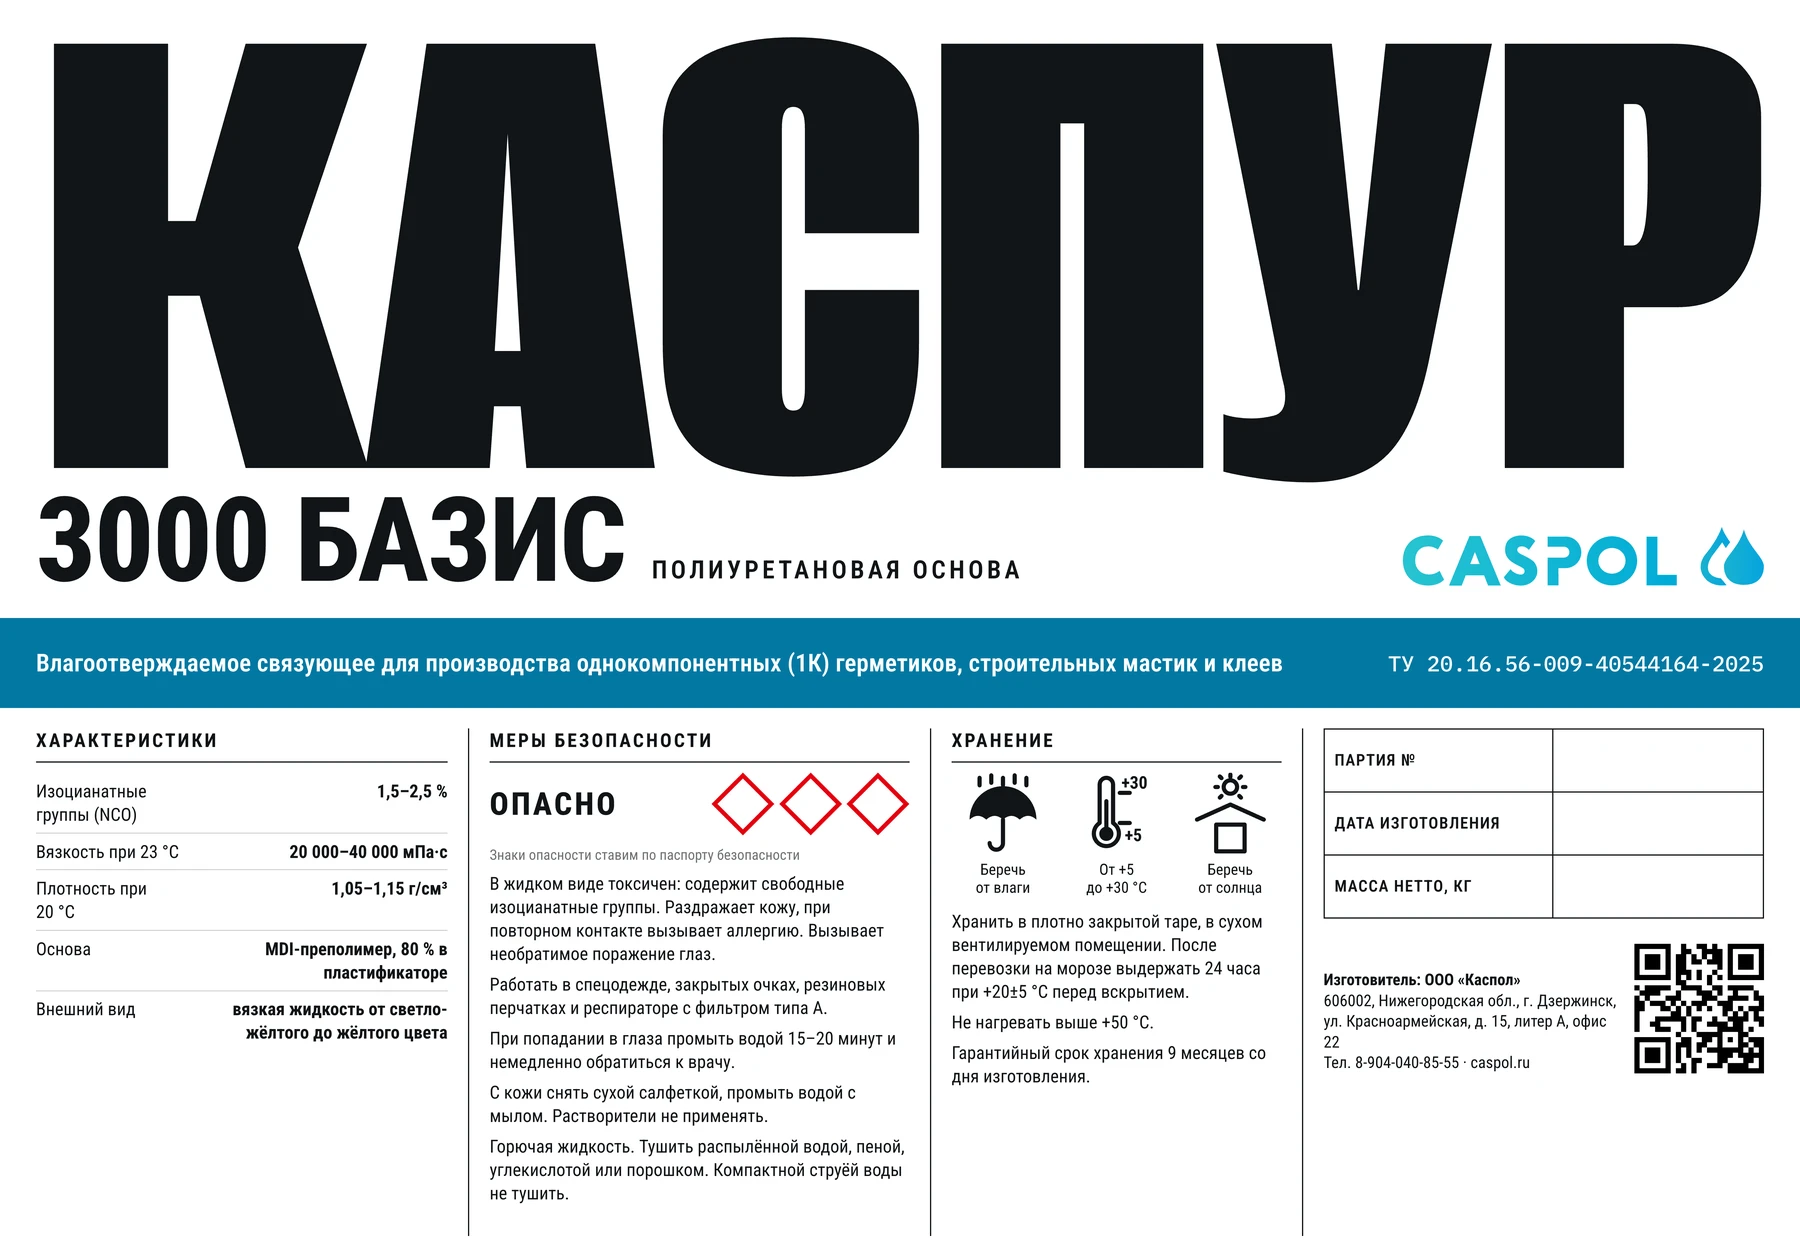 КАСПУР
3000 БАЗИС ПОЛИУРЕТАНОВАЯ ОСНОВА
CASPOL
Влагоотверждаемое связующее для производства однокомпонентных (1К) герметиков, строительных мастик и клеев
ТУ 20.16.56-009-40544164-2025
ХАРАКТЕРИСТИКИ
Изоцианатные
группы (NCO)
1,5–2,5 %
Вязкость при 23 °С
20 000–40 000 мПа·с
Плотность при
20 °С
1,05–1,15 г/см³
Основа
MDI-преполимер, 80 % в
пластификаторе
Внешний вид
вязкая жидкость от светло-
жёлтого до жёлтого цвета
МЕРЫ БЕЗОПАСНОСТИ
ОПАСНО
Знаки опасности ставим по паспорту безопасности
В жидком виде токсичен: содержит свободные
изоцианатные группы. Раздражает кожу, при
повторном контакте вызывает аллергию. Вызывает
необратимое поражение глаз.
Работать в спецодежде, закрытых очках, резиновых
перчатках и респираторе с фильтром типа А.
При попадании в глаза промыть водой 15–20 минут и
немедленно обратиться к врачу.
С кожи снять сухой салфеткой, промыть водой с
мылом. Растворители не применять.
Горючая жидкость. Тушить распылённой водой, пеной,
углекислотой или порошком. Компактной струёй воды
не тушить.
ХРАНЕНИЕ
+30
+5
Беречь
от влаги
От +5
до +30 °С
Беречь
от солнца
Хранить в плотно закрытой таре, в сухом
вентилируемом помещении. После
перевозки на морозе выдержать 24 часа
при +20±5 °С перед вскрытием.
Не нагревать выше +50 °С.
Гарантийный срок хранения 9 месяцев со
дня изготовления.
ПАРТИЯ №
ДАТА ИЗГОТОВЛЕНИЯ
МАССА НЕТТО, КГ
Изготовитель: ООО «Каспол»
606002, Нижегородская обл., г. Дзержинск,
ул. Красноармейская, д. 15, литер А, офис
22
Тел. 8-904-040-85-55 · caspol.ru